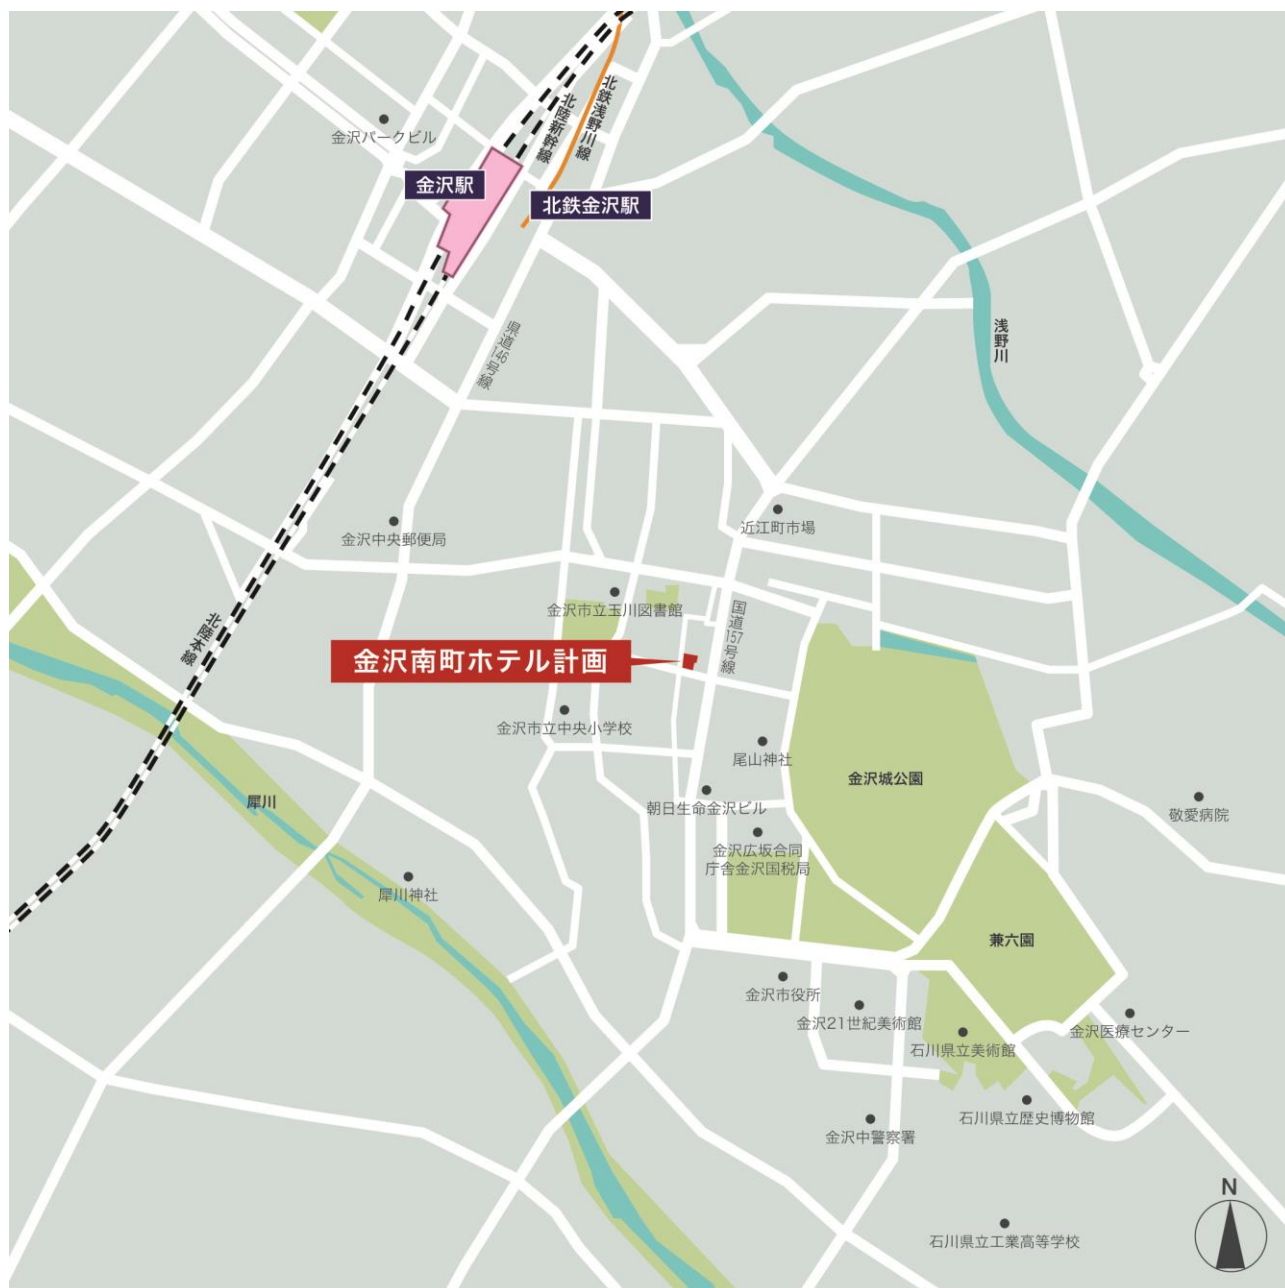 北鉄浅野川線
北陸新幹線
金沢パークビル
金沢駅
北鉄金沢駅
県道146号線
浅野川
近江町市場
金沢中央郵便局
金沢市立玉川図書館
国道157号線
北陸本線
金沢南町ホテル計画
金沢市立中央小学校
尾山神社
金沢城公園
朝日生命金沢ビル
敬愛病院
犀川
金沢広坂合同
庁舎金沢国税局
犀川神社
兼六園
金沢市役所
金沢21世紀美術館
金沢医療センター
石川県立美術館
石川県立歴史博物館
金沢中警察署
N
石川県立工業高等学校